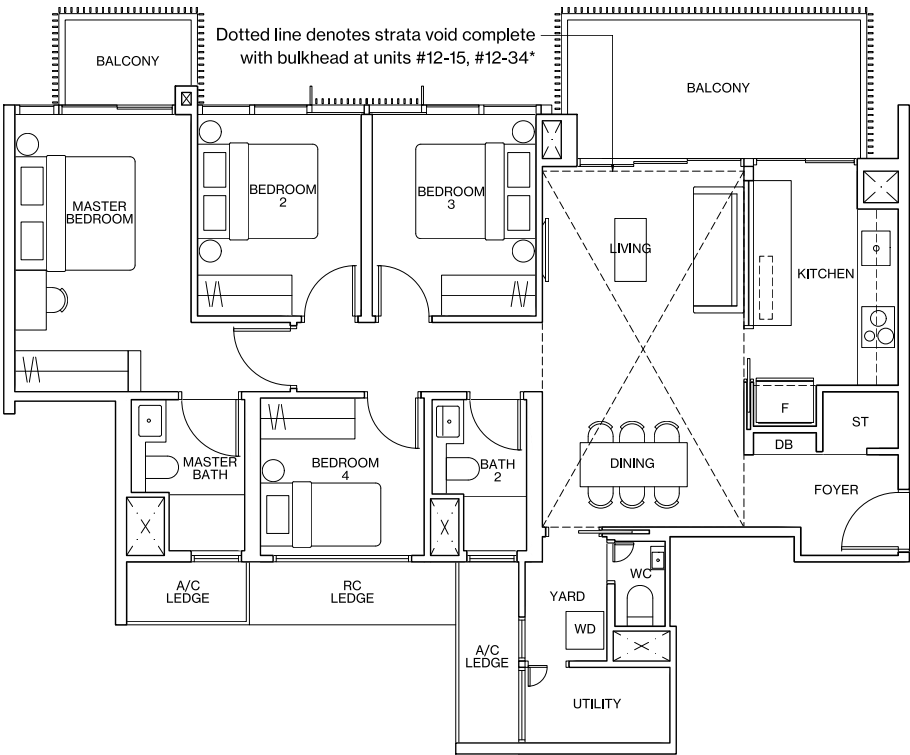 Dotted line denotes strata void complete
with bulkhead at units #12-15, #12-34*
BALCONY
BALCONY
MASTER
BEDROOM
BEDROOM
2
BEDROOM
3
LIVING
KITCHEN
F
ST
DB
MASTER
BATH
BEDROOM
4
BATH
2
DINING
FOYER
A/C
LEDGE
RC
LEDGE
YARD
WC
WD
A/C
LEDGE
UTILITY